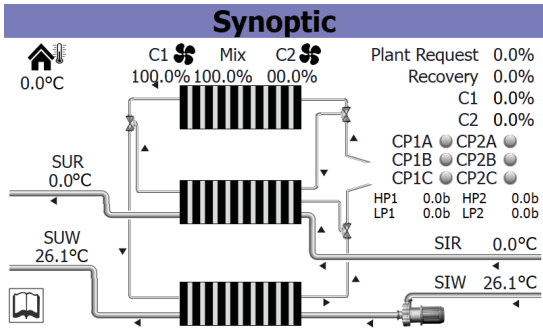 Synoptic
C1 Mix C2 Plant Request 0.0%
0.0°C 100.0% 100.0% 00.0% Recovery 0.0%
C1 0.0%
C2 0.0%
CP1A CP2A
CP1B CP2B
CP1C CP2C
SUR
0.0°C
HP1 0.0b HP2 0.0b
LP1 0.0b LP2 0.0b
SUW
26.1°C
SIR 0.0°C
SIW 26.1°C